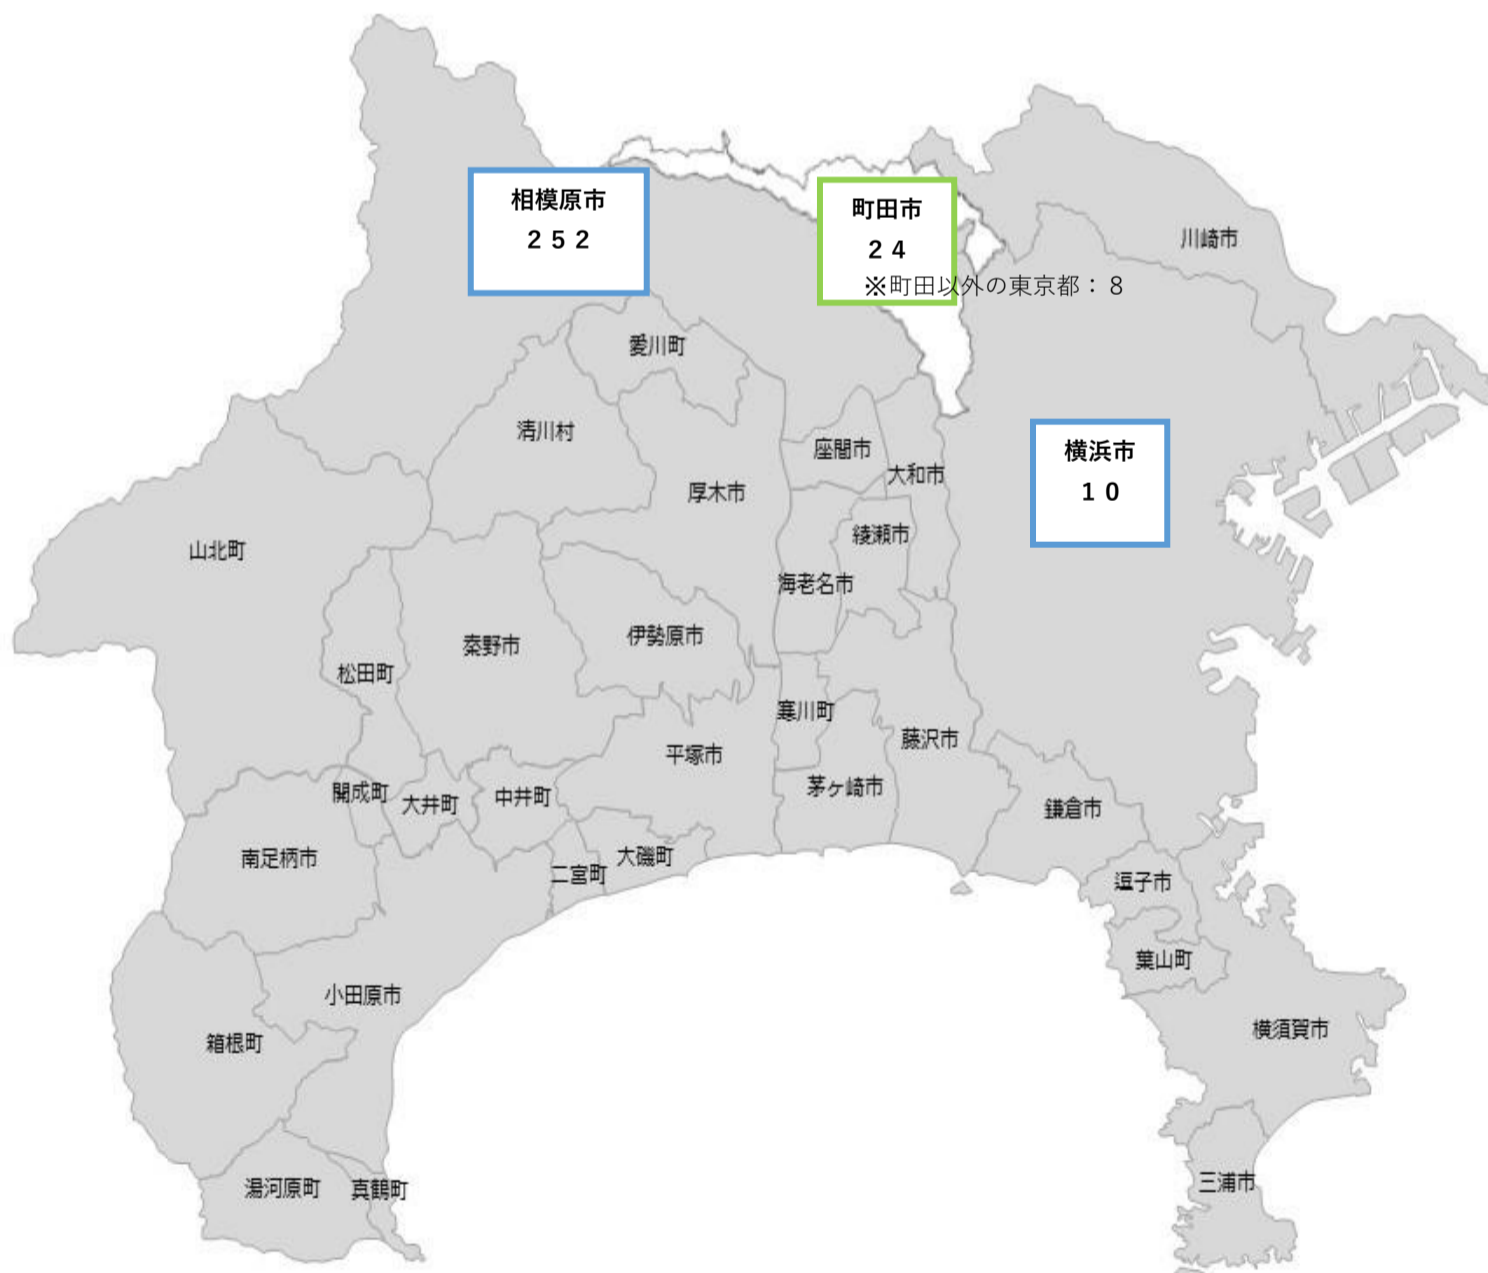 相模原市
２５２
町田市
２４
※町田以外の東京都：８
川崎市
愛川町
清川村
座間市
横浜市
１０
大和市
厚木市
綾瀬市
山北町
海老名市
伊勢原市
秦野市
松田町
寒川町
藤沢市
平塚市
茅ヶ崎市
開成町
大井町
中井町
鎌倉市
南足柄市
大磯町
二宮町
逗子市
葉山町
小田原市
横須賀市
箱根町
三浦市
湯河原町
真鶴町